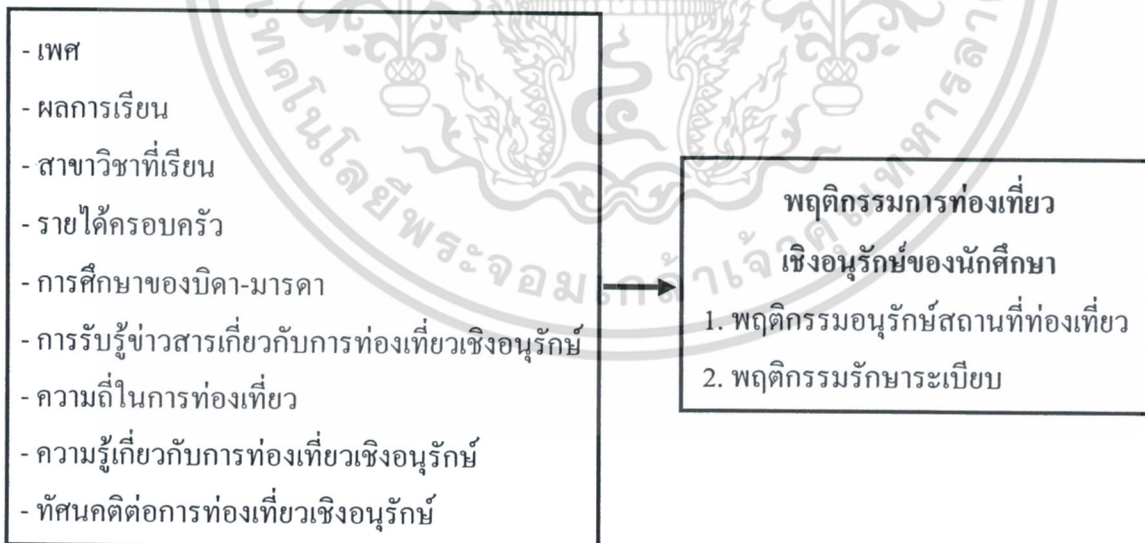 - เพศ
- ผลการเรียน
- สาขาวิชาที่เรียน
- รายได้ครอบครัว
- การศึกษาของบิดา-มารดา
- การรับรู้ข่าวสารเกี่ยวกับการท่องเที่ยวเชิงอนุรักษ์
- ความถี่ในการท่องเที่ยว
- ความรู้เกี่ยวกับการท่องเที่ยวเชิงอนุรักษ์
- ทัศนคติต่อการท่องเที่ยวเชิงอนุรักษ์
พฤติกรรมการท่องเที่ยว
เชิงอนุรักษ์ของนักศึกษา
1. พฤติกรรมอนุรักษ์สถานที่ท่องเที่ยว
2. พฤติกรรมรักษาระเบียบ